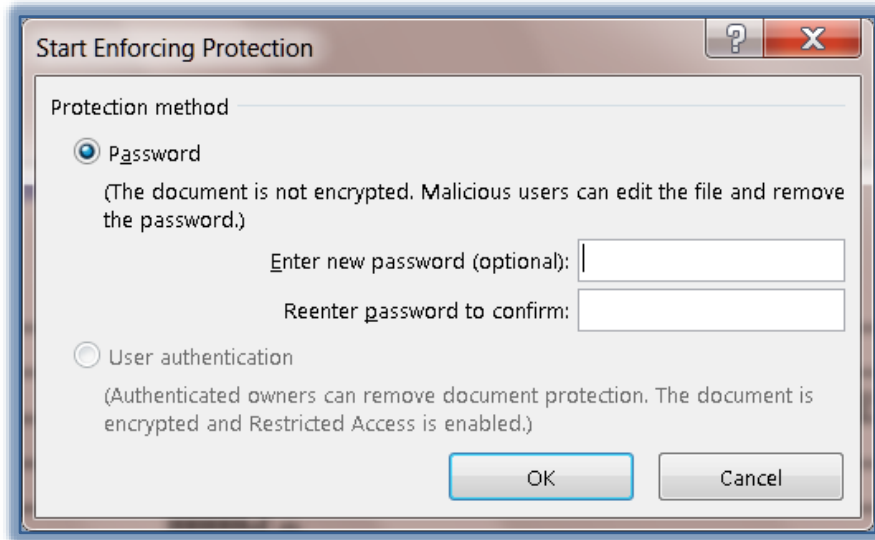 Start Enforcing Protection
Protection method
Password
(The document is not encrypted. Malicious users can edit the file and remove
the password.)
Enter new password (optional):
Reenter password to confirm:
User authentication
(Authenticated owners can remove document protection. The document is
encrypted and Restricted Access is enabled.)
OK Cancel